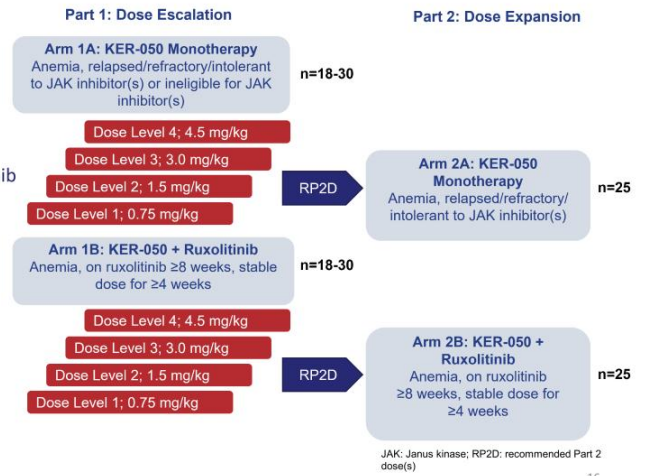 Part 1: Dose Escalation
Arm 1A: KER-050 Monotherapy
Anemia, relapsed/refractory/intolerant
to JAK inhibitor(s) or ineligible for JAK
inhibitor(s)
n=18-30
Dose Level 4; 4.5 mg/kg
Dose Level 3; 3.0 mg/kg
Dose Level 2; 1.5 mg/kg
Dose Level 1; 0.75 mg/kg
ib
RP2D
Arm 1B: KER-050 + Ruxolitinib
Anemia, on ruxolitinib ≥8 weeks, stable
dose for ≥4 weeks
n=18-30
Dose Level 4; 4.5 mg/kg
Dose Level 3; 3.0 mg/kg
Dose Level 2; 1.5 mg/kg
Dose Level 1; 0.75 mg/kg
RP2D
Part 2: Dose Expansion
Arm 2A: KER-050
Monotherapy
Anemia, relapsed/refractory/
intolerant to JAK inhibitor(s)
n=25
Arm 2B: KER-050 +
Ruxolitinib
Anemia, on ruxolitinib
≥8 weeks, stable dose for
≥4 weeks
n=25
JAK: Janus kinase; RP2D: recommended Part 2
dose(s)